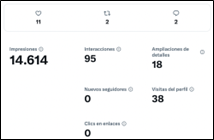 11 2 2
Impresiones Interacciones Ampliaciones de detalles
14.614 95 18
Nuevos seguidores Visitas del perfil
0 38
Clics en enlaces
0